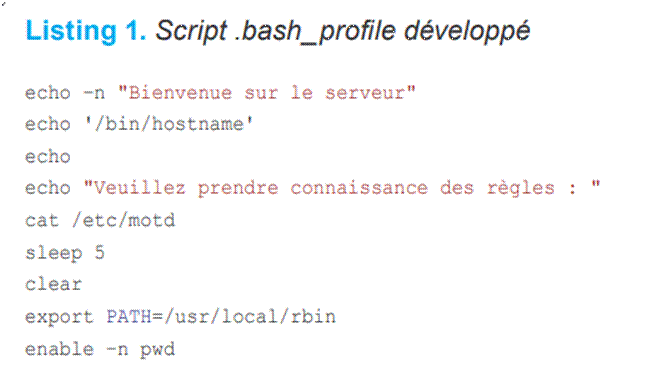 Listing 1. Script .bash_profile développé
echo -n "Bienvenue sur le serveur"
echo '/bin/hostname'
echo
echo "Veuillez prendre connaissance des règles : "
cat /etc/motd
sleep 5
clear
export PATH=/usr/local/rbin
enable -n pwd